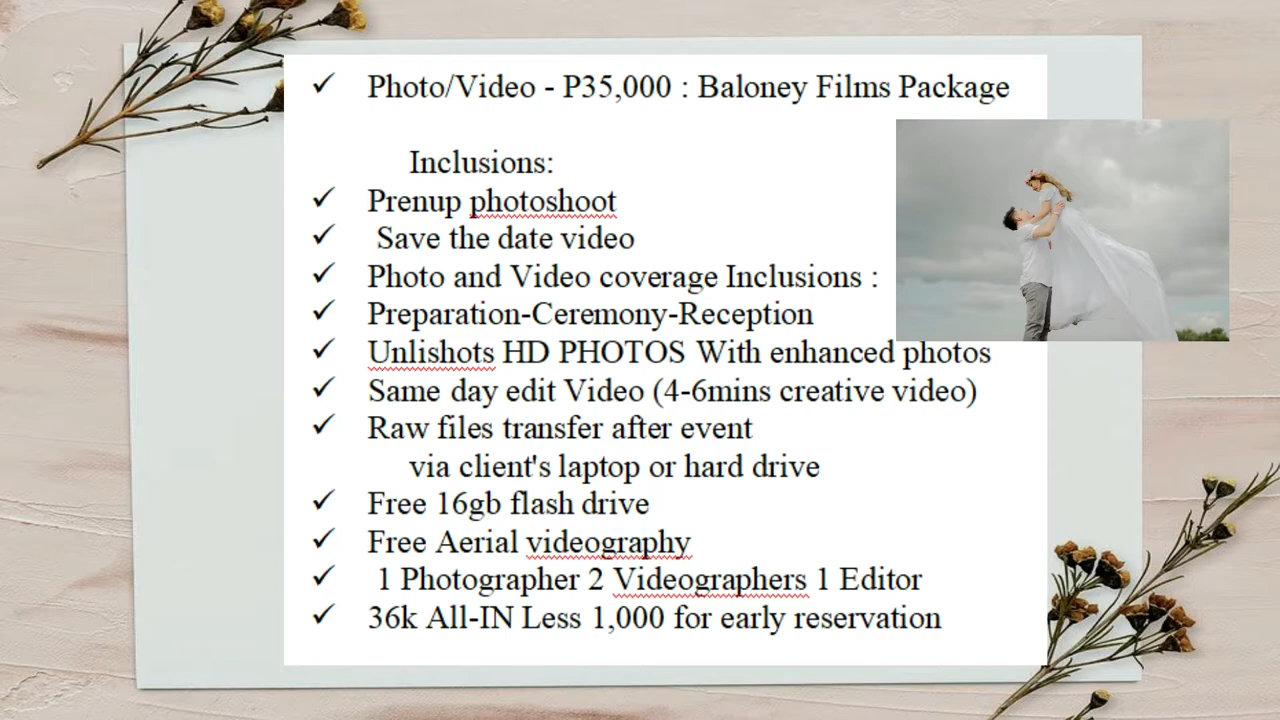 ✓ Photo/Video - P35,000 : Baloney Films Package
Inclusions:
✓ Prenup photoshoot
✓ Save the date video
✓ Photo and Video coverage Inclusions :
✓ Preparation-Ceremony-Reception
✓ Unlishots HD PHOTOS With enhanced photos
✓ Same day edit Video (4-6mins creative video)
✓ Raw files transfer after event
via client's laptop or hard drive
✓ Free 16gb flash drive
✓ Free Aerial videography
✓ 1 Photographer 2 Videographers 1 Editor
✓ 36k All-IN Less 1,000 for early reservation